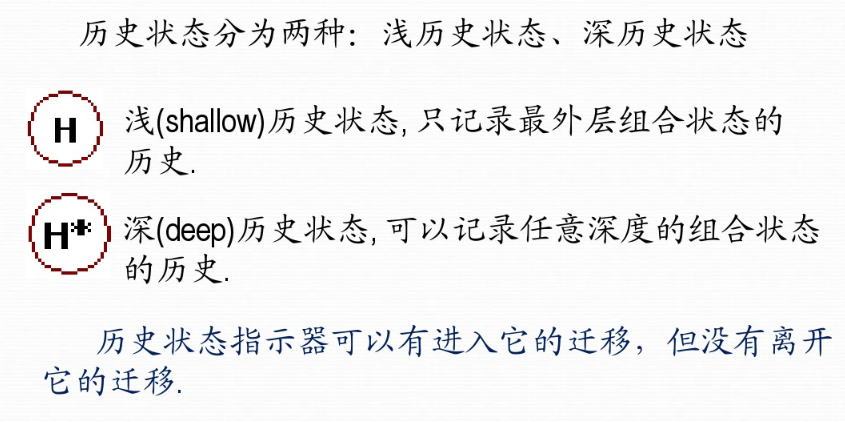 历史状态分为两种：浅历史状态、深历史状态
H
浅(shallow)历史状态, 只记录最外层组合状态的
历史.
H*
深(deep)历史状态, 可以记录任意深度的组合状态
的历史.
历史状态指示器可以有进入它的迁移，但没有离开
它的迁移.